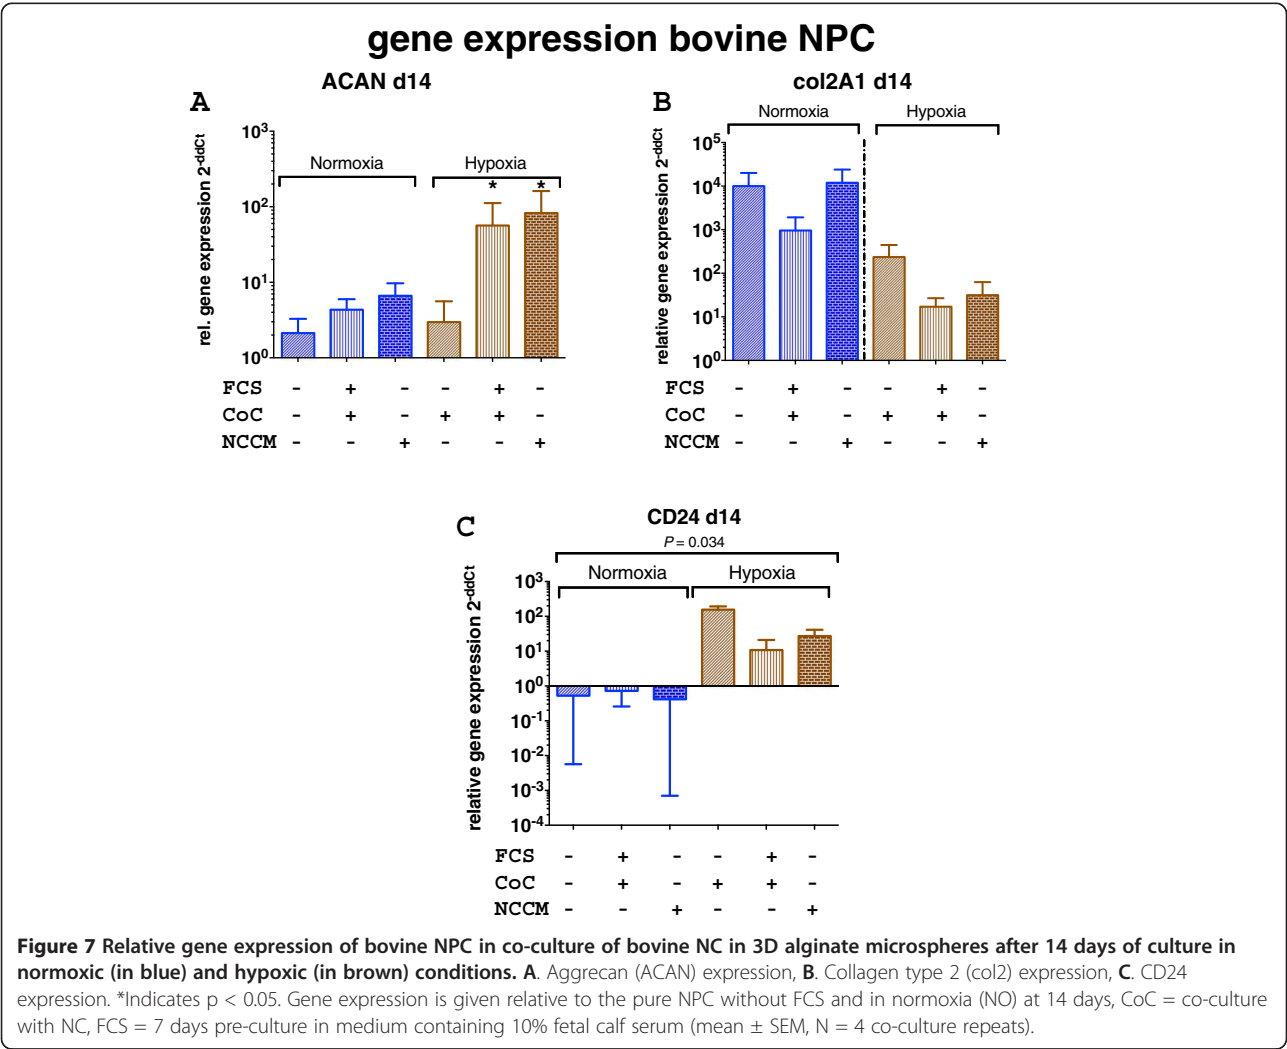 gene expression bovine NPC
A
ACAN d14
rel. gene expression 2-ddCt
Normoxia
Hypoxia
* *
10³
10²
10¹
10⁰
FCS - + - - + -
CoC - + - + + -
NCCM - - + - - +
B
col2A1 d14
relative gene expression 2-ddCt
Normoxia
Hypoxia
10⁵
10⁴
10³
10²
10¹
10⁰
FCS - + - - + -
CoC - + - + + -
NCCM - - + - - +
C
CD24 d14
P = 0.034
relative gene expression 2-ddCt
Normoxia
Hypoxia
10³
10²
10¹
10⁰
10⁻¹
10⁻²
10⁻³
10⁻⁴
FCS - + - - + -
CoC - + - + + -
NCCM - - + - - +
Figure 7 Relative gene expression of bovine NPC in co-culture of bovine NC in 3D alginate microspheres after 14 days of culture in
normoxic (in blue) and hypoxic (in brown) conditions. A. Aggrecan (ACAN) expression, B. Collagen type 2 (col2) expression, C. CD24
expression. *Indicates p < 0.05. Gene expression is given relative to the pure NPC without FCS and in normoxia (NO) at 14 days, CoC = co-culture
with NC, FCS = 7 days pre-culture in medium containing 10% fetal calf serum (mean ± SEM, N = 4 co-culture repeats).